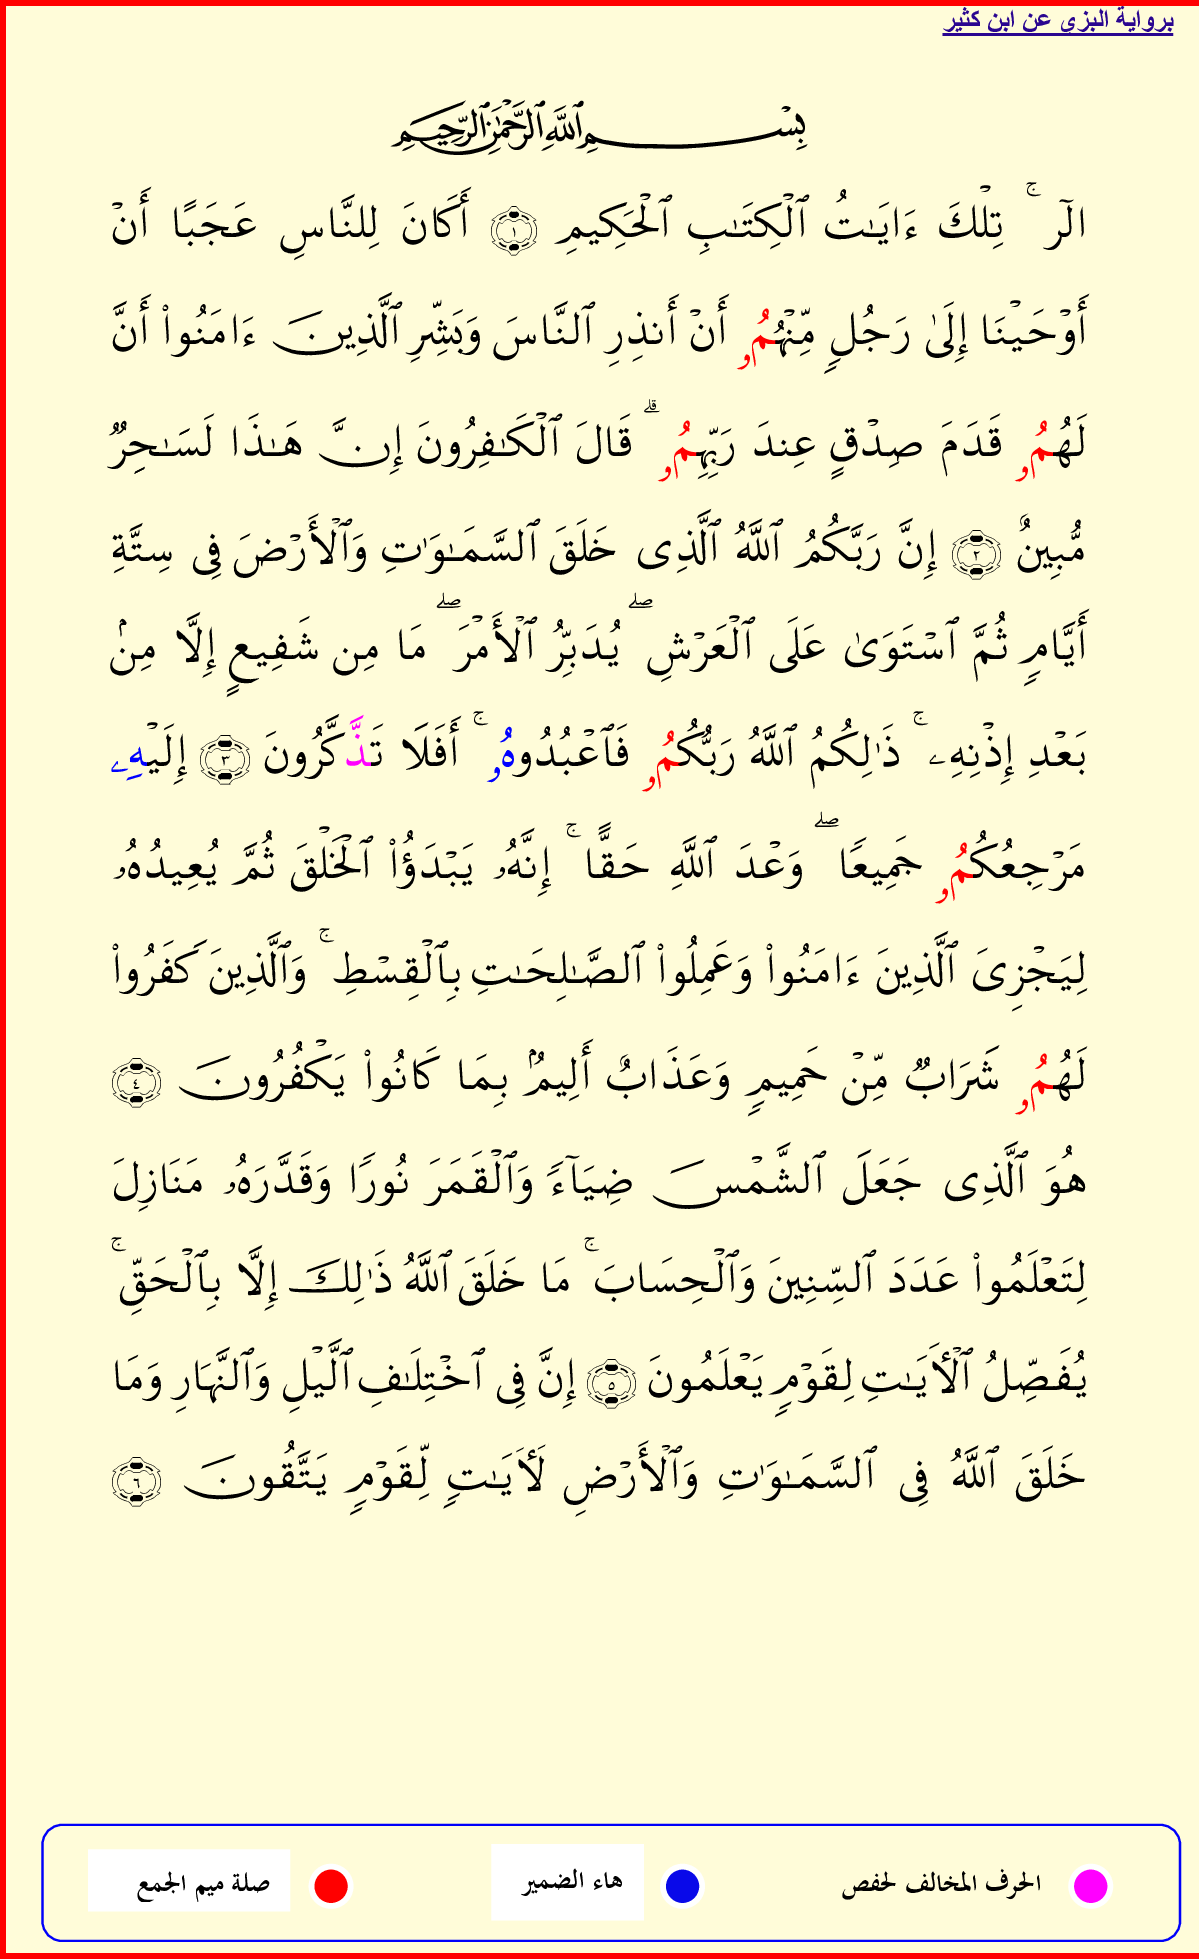 برواية البزى عن ابن كثير
بِسْمِ ٱللَّهِ ٱلرَّحْمَٰنِ ٱلرَّحِيمِ
الٓر ۚ تِلْكَ ءَايَـٰتُ ٱلْكِتَـٰبِ ٱلْحَكِيمِ ١ أَكَانَ لِلنَّاسِ عَجَبًا أَنْ
أَوْحَيْنَا إِلَىٰ رَجُلٍ مِّنْهُمُۥ أَنْ أَنذِرِ ٱلنَّاسَ وَبَشِّرِ ٱلَّذِينَ ءَامَنُوا۟ أَنَّ
لَهُمُۥ قَدَمَ صِدْقٍ عِندَ رَبِّهِمُۥ ۗ قَالَ ٱلْكَـٰفِرُونَ إِنَّ هَـٰذَا لَسَـٰحِرٌ
مُّبِينٌ ٢ إِنَّ رَبَّكُمُ ٱللَّهُ ٱلَّذِى خَلَقَ ٱلسَّمَـٰوَٰتِ وَٱلْأَرْضَ فِى سِتَّةِ
أَيَّامٍ ثُمَّ ٱسْتَوَىٰ عَلَى ٱلْعَرْشِ ۖ يُدَبِّرُ ٱلْأَمْرَ ۖ مَا مِن شَفِيعٍ إِلَّا مِنۢ
بَعْدِ إِذْنِهِۦ ۚ ذَٰلِكُمُ ٱللَّهُ رَبُّكُمُۥ فَٱعْبُدُوهُۥ ۚ أَفَلَا تَذَّكَّرُونَ ٣ إِلَيْهِۦ
مَرْجِعُكُمُۥ جَمِيعًا ۖ وَعْدَ ٱللَّهِ حَقًّا ۚ إِنَّهُۥ يَبْدَؤُا۟ ٱلْخَلْقَ ثُمَّ يُعِيدُهُۥ
لِيَجْزِىَ ٱلَّذِينَ ءَامَنُوا۟ وَعَمِلُوا۟ ٱلصَّـٰلِحَـٰتِ بِٱلْقِسْطِ ۚ وَٱلَّذِينَ كَفَرُوا۟
لَهُمُۥ شَرَابٌ مِّنْ حَمِيمٍ وَعَذَابٌ أَلِيمٌۢ بِمَا كَانُوا۟ يَكْفُرُونَ ٤
هُوَ ٱلَّذِى جَعَلَ ٱلشَّمْسَ ضِيَآءً وَٱلْقَمَرَ نُورًا وَقَدَّرَهُۥ مَنَازِلَ
لِتَعْلَمُوا۟ عَدَدَ ٱلسِّنِينَ وَٱلْحِسَابَ ۚ مَا خَلَقَ ٱللَّهُ ذَٰلِكَ إِلَّا بِٱلْحَقِّ ۚ
يُفَصِّلُ ٱلْأَيَـٰتِ لِقَوْمٍ يَعْلَمُونَ ٥ إِنَّ فِى ٱخْتِلَـٰفِ ٱلَّيْلِ وَٱلنَّهَارِ وَمَا
خَلَقَ ٱللَّهُ فِى ٱلسَّمَـٰوَٰتِ وَٱلْأَرْضِ لَأَيَـٰتٍ لِّقَوْمٍ يَتَّقُونَ ٦
الحرف المخالف لحفص هاء الضمير صلة ميم الجمع